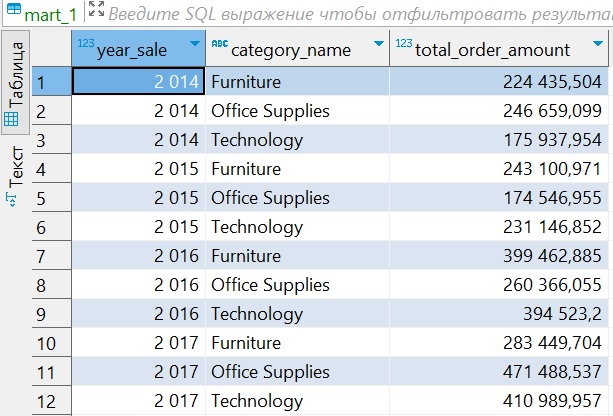 mart_1 Введите SQL выражение чтобы отфильтровать результа
Таблица
Текст
123 year_sale ABC category_name 123 total_order_amount
1 2 014 Furniture 224 435,504
2 2 014 Office Supplies 246 659,099
3 2 014 Technology 175 937,954
4 2 015 Furniture 243 100,971
5 2 015 Office Supplies 174 546,955
6 2 015 Technology 231 146,852
7 2 016 Furniture 399 462,885
8 2 016 Office Supplies 260 366,055
9 2 016 Technology 394 523,2
10 2 017 Furniture 283 449,704
11 2 017 Office Supplies 471 488,537
12 2 017 Technology 410 989,957